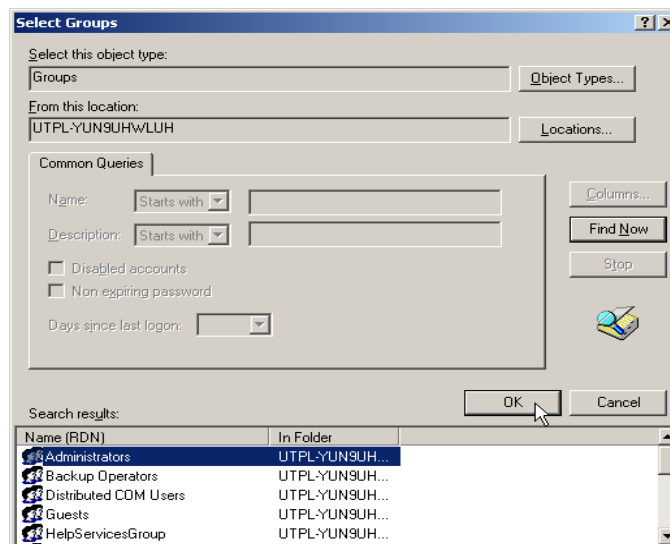 Select Groups
Select this object type:
Groups
Object Types...
From this location:
UTPL-YUN9UHWLUH
Locations...
Common Queries
Name:
Starts with
Columns...
Description:
Starts with
Find Now
Disabled accounts
Stop
Non expiring password
Days since last logon:
OK
Cancel
Search results:
Name (RDN)
In Folder
Administrators
UTPL-YUN9UH...
Backup Operators
UTPL-YUN9UH...
Distributed COM Users
UTPL-YUN9UH...
Guests
UTPL-YUN9UH...
HelpServicesGroup
UTPL-YUN9UH...